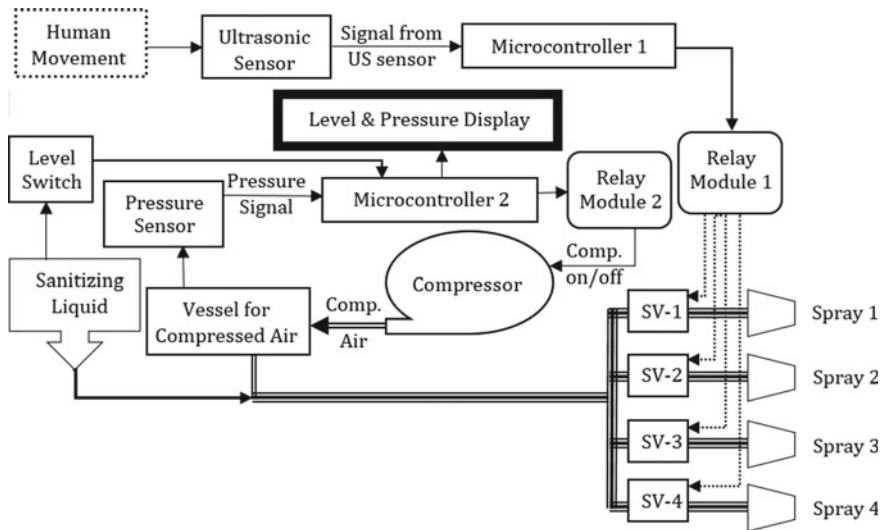 Human
Movement
Ultrasonic
Sensor
Signal from
US sensor
Microcontroller 1
Level & Pressure Display
Level
Switch
Pressure
Sensor
Pressure
Signal
Microcontroller 2
Relay
Module 2
Relay
Module 1
Sanitizing
Liquid
Vessel for
Compressed Air
Comp.
Air
Compressor
Comp.
on/off
SV-1
Spray 1
SV-2
Spray 2
SV-3
Spray 3
SV-4
Spray 4